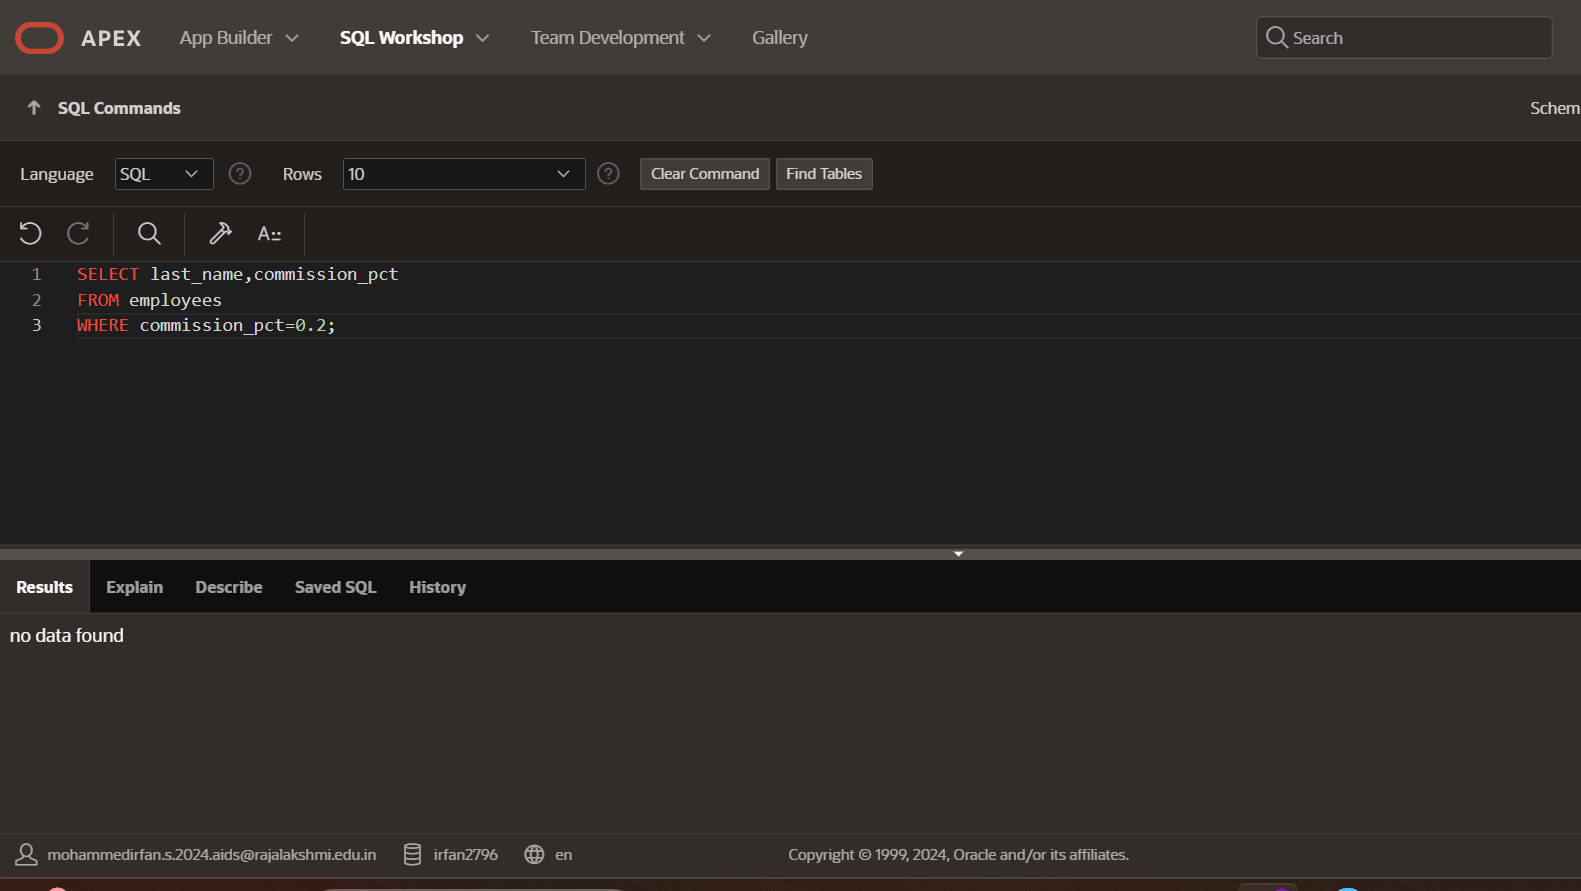 APEX App Builder SQL Workshop Team Development Gallery Search
SQL Commands Schem
Language SQL ? Rows 10 ? Clear Command Find Tables
A::
1 SELECT last_name,commission_pct
2 FROM employees
3 WHERE commission_pct=0.2;
Results Explain Describe Saved SQL History
no data found
mohammedirfan.s.2024.aids@rajalakshmi.edu.in irfan2796 en Copyright © 1999, 2024, Oracle and/or its affiliates.